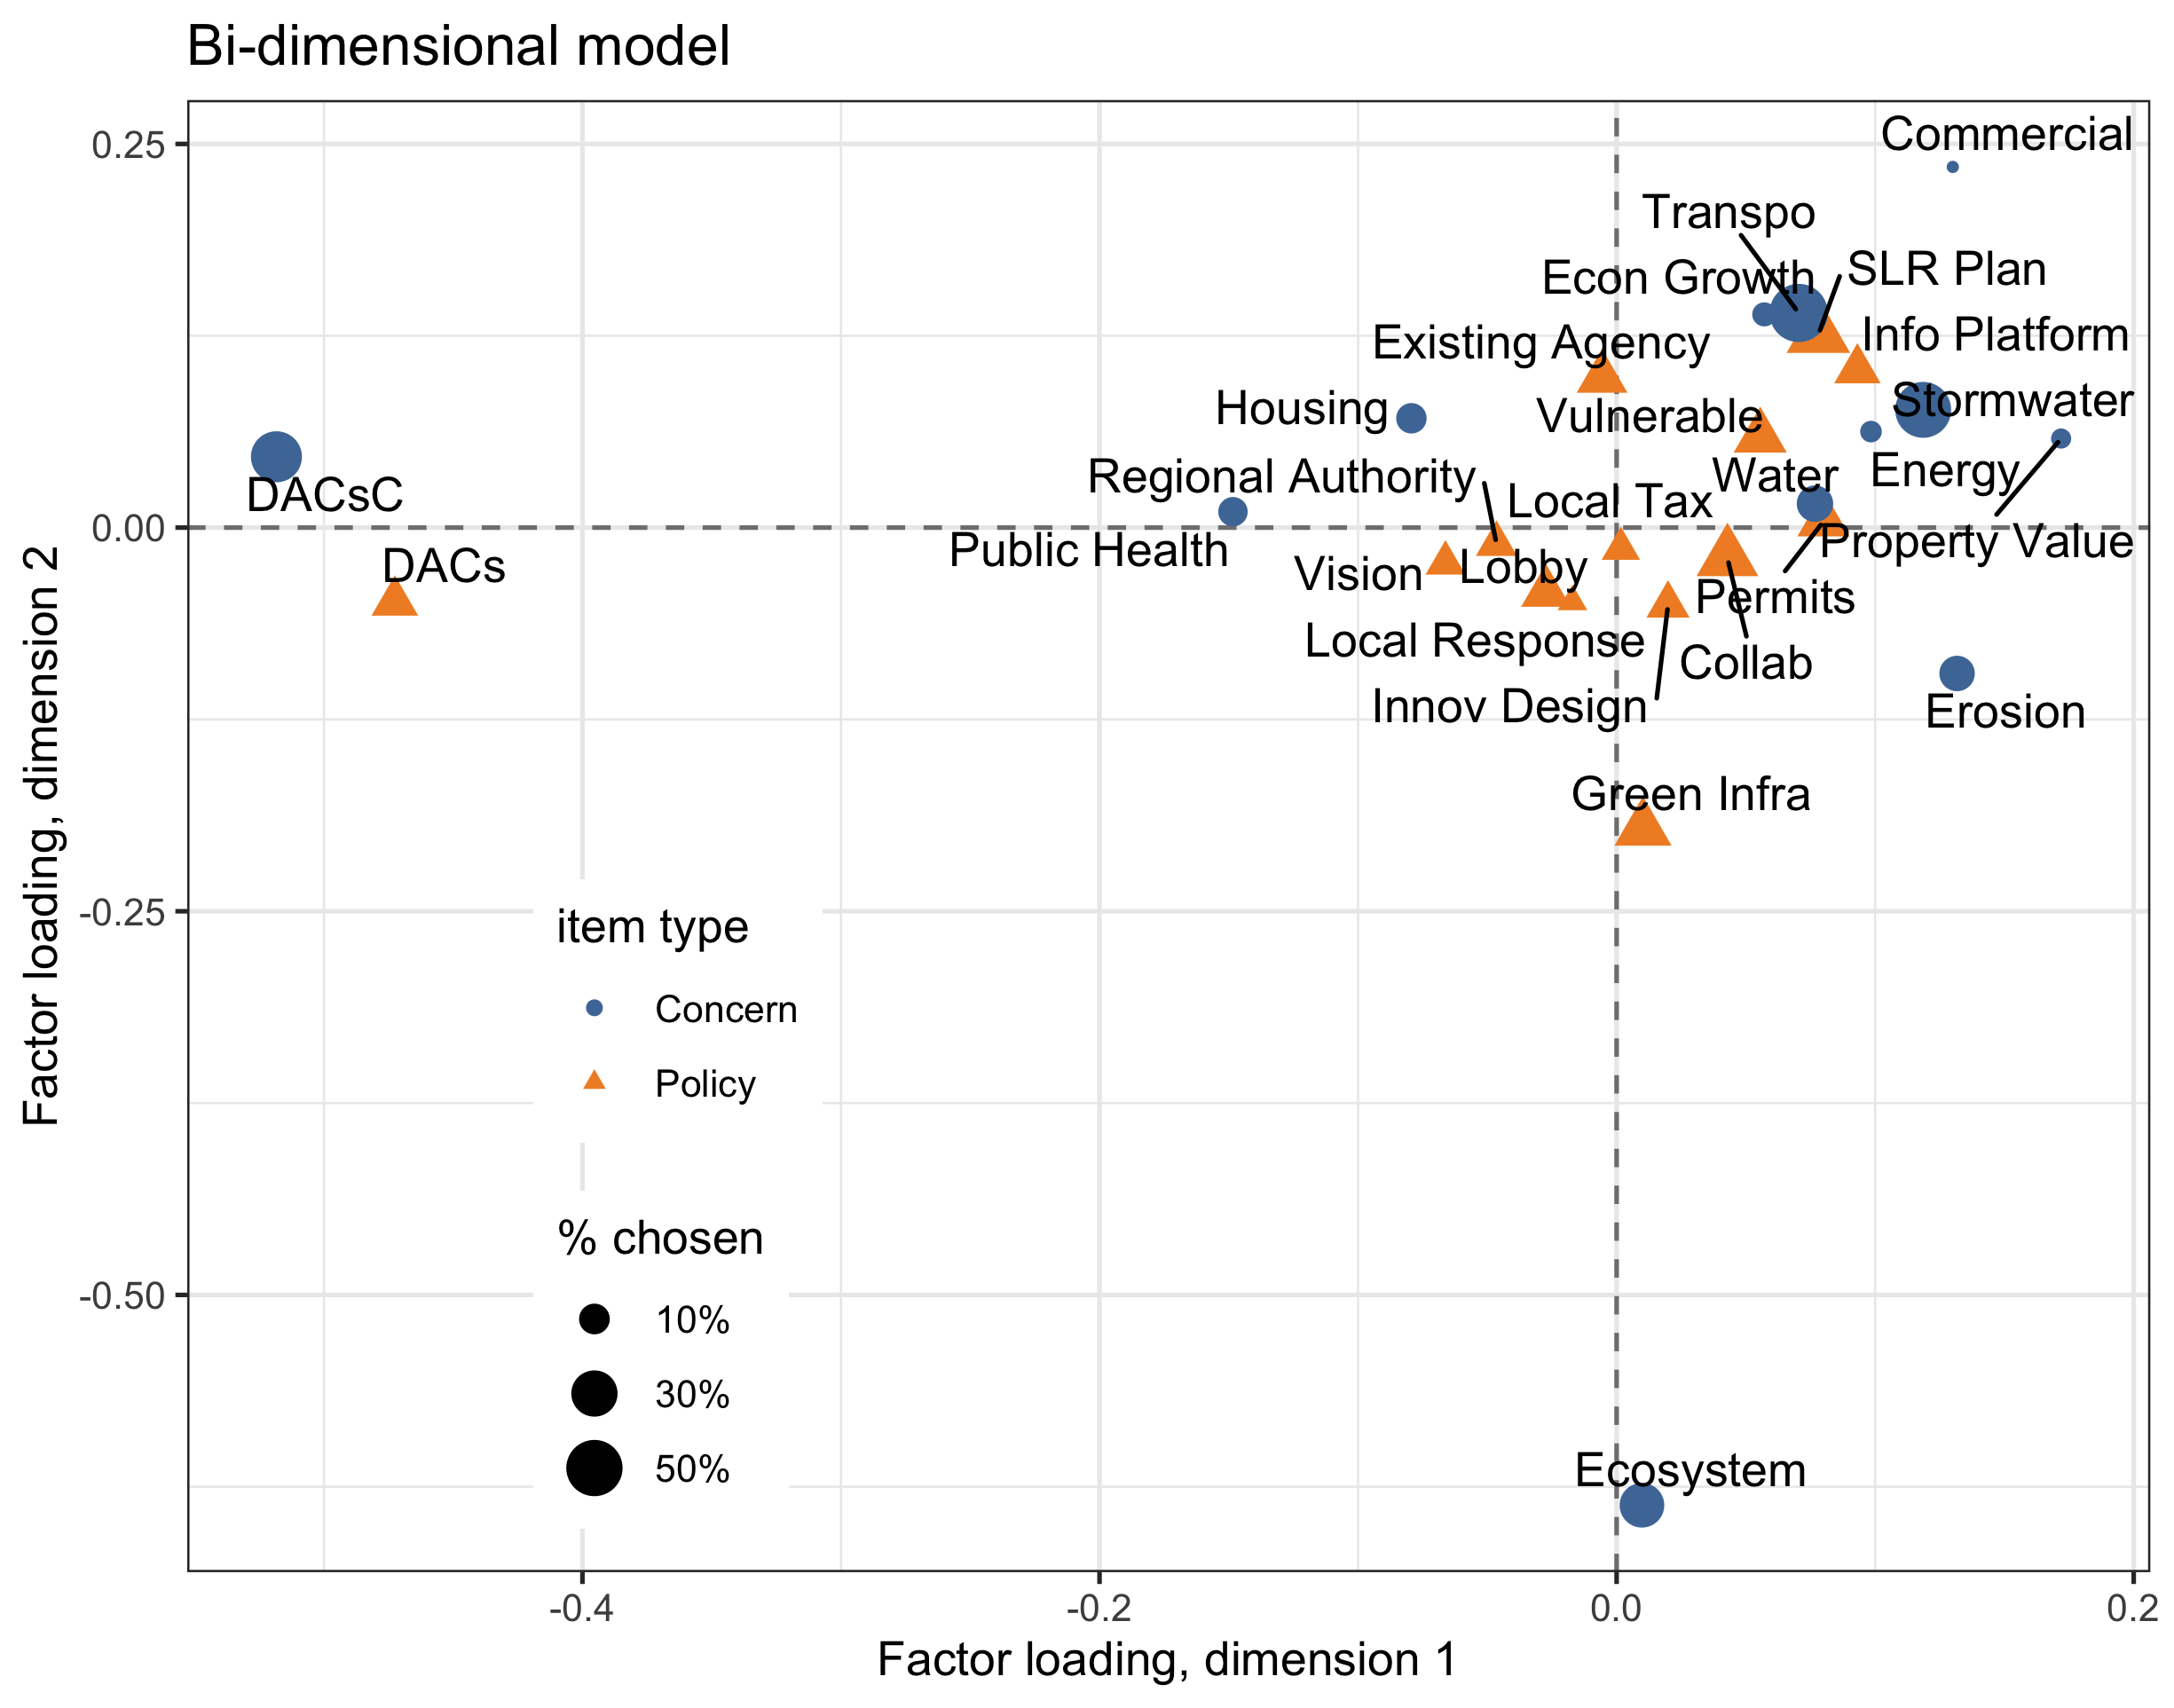 Bi-dimensional model
Factor loading, dimension 2
0.25
0.00
-0.25
-0.50
Commercial
Transpo
SLR Plan
Econ Growth
Info Platform
Existing Agency
Stormwater
Housing
Vulnerable
Regional Authority
Water
Energy
DACsC
Local Tax
Public Health
Property Value
DACs
Vision
Lobby
Permits
Local Response
Collab
Innov Design
Erosion
Green Infra
item type
Concern
Policy
% chosen
10%
30%
50%
Ecosystem
-0.4
-0.2
0.0
0.2
Factor loading, dimension 1